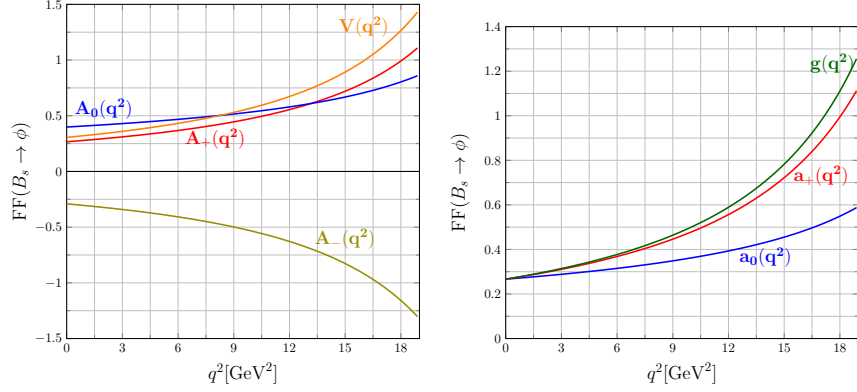 1.5
1
0.5
0
−0.5
−1
−1.5
FF(B_s → ϕ)
V(q²)
A₀(q²)
A₊(q²)
A₋(q²)
0 3 6 9 12 15 18
q²[GeV²]
1.4
1.2
1
0.8
0.6
0.4
0.2
0
FF(B_s → ϕ)
g(q²)
a₊(q²)
a₀(q²)
0 3 6 9 12 15 18
q²[GeV²]